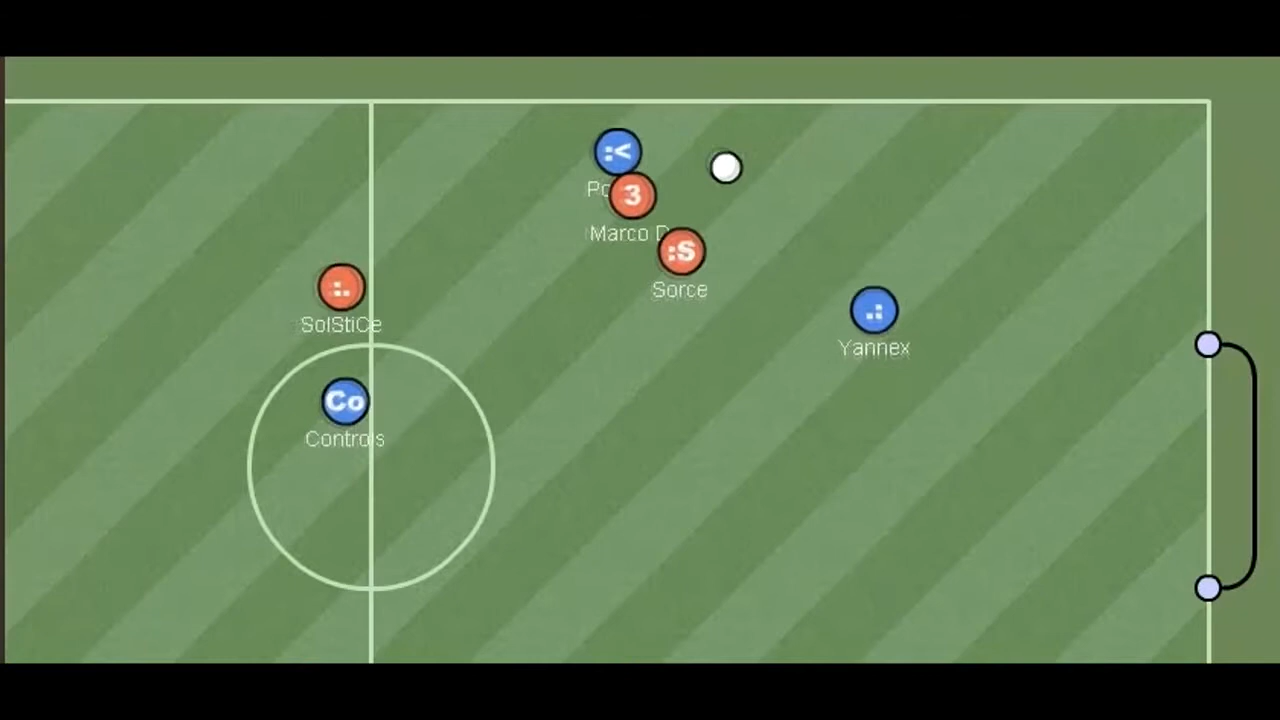 :<
3
Marco
:S
Sorce
:.
SolStiCe
.:
Yannex
Co
Controls